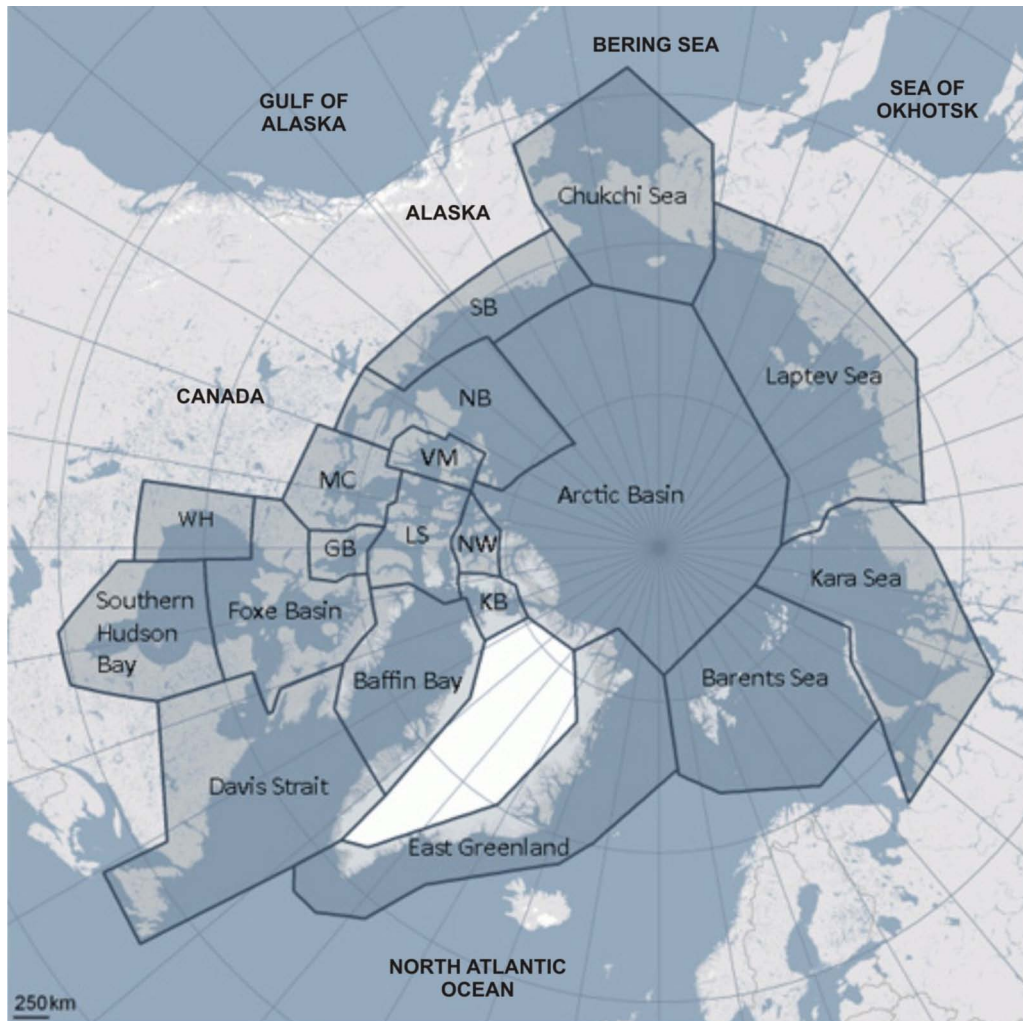 BERING SEA
GULF OF
ALASKA
SEA OF
OKHOTSK
Chukchi Sea
ALASKA
SB
Laptev Sea
CANADA
NB
VM
MC
Arctic Basin
WH
LS
GB
NW
Kara Sea
KB
Southern
Hudson
Bay
Foxe Basin
Baffin Bay
Barents Sea
Davis Strait
East Greenland
NORTH ATLANTIC
OCEAN
250 km